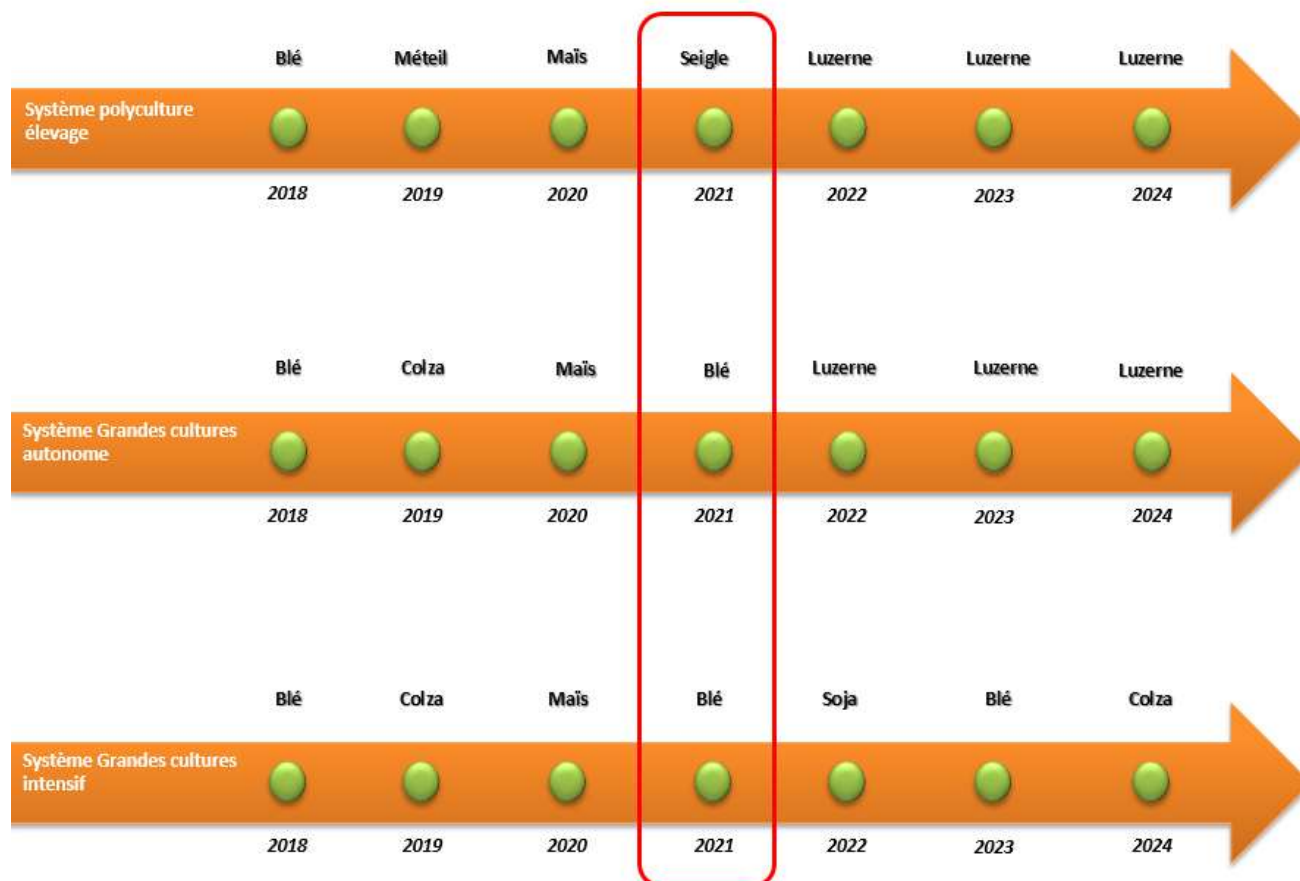 Blé Méteil Maïs Seigle Luzerne Luzerne Luzerne
Système polyculture
élevage
2018 2019 2020 2021 2022 2023 2024
Blé Colza Maïs Blé Luzerne Luzerne Luzerne
Système Grandes cultures
autonome
2018 2019 2020 2021 2022 2023 2024
Blé Colza Maïs Blé Soja Blé Colza
Système Grandes cultures
intensif
2018 2019 2020 2021 2022 2023 2024